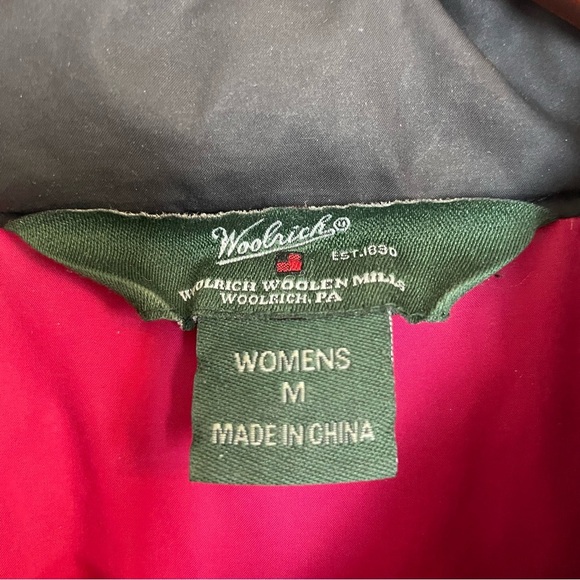 Woolrich®
EST. 1830
WOOLRICH WOOLEN MILLS
WOOLRICH, PA
WOMENS
M
MADE IN CHINA